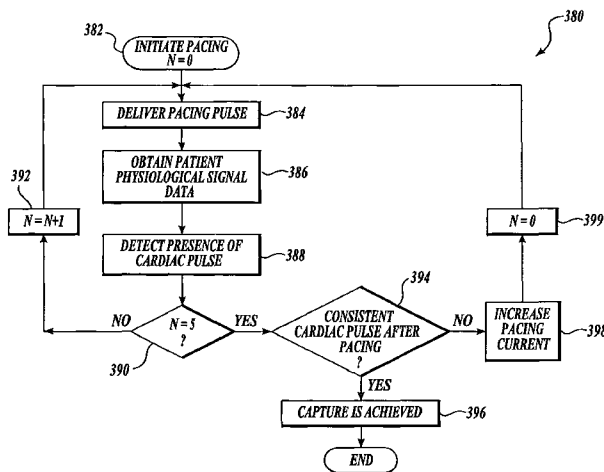 382
INITIATE PACING
N=0
380
DELIVER PACING PULSE
384
OBTAIN PATIENT
PHYSIOLOGICAL SIGNAL
DATA
386
392
N=N+1
N=0
399
DETECT PRESENCE OF
CARDIAC PULSE
388
394
NO
N=5
?
YES
390
CONSISTENT
CARDIAC PULSE AFTER
PACING
?
NO
INCREASE
PACING
CURRENT
398
YES
CAPTURE IS ACHIEVED
396
END